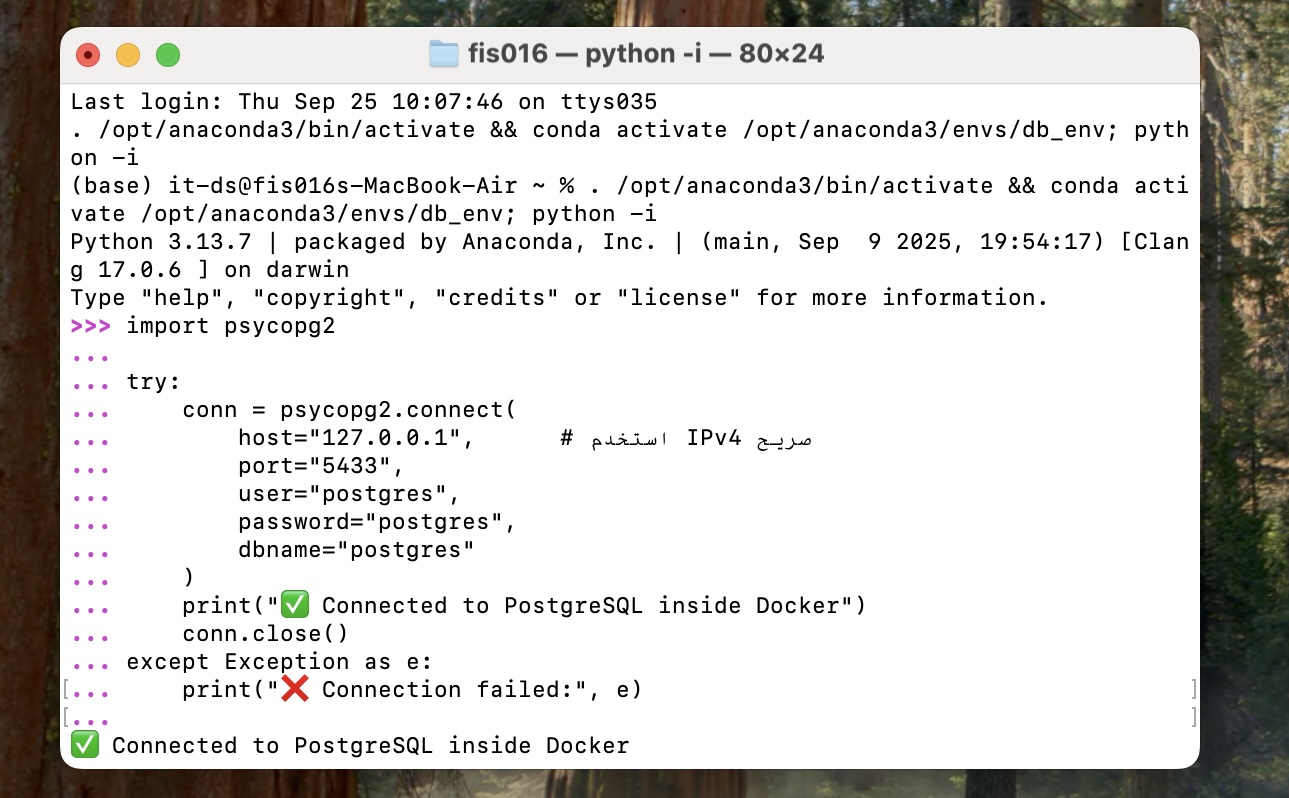 fis016 — python -i — 80×24
Last login: Thu Sep 25 10:07:46 on ttys035
. /opt/anaconda3/bin/activate && conda activate /opt/anaconda3/envs/db_env; pyth
on -i
(base) it-ds@fis016s-MacBook-Air ~ % . /opt/anaconda3/bin/activate && conda acti
vate /opt/anaconda3/envs/db_env; python -i
Python 3.13.7 | packaged by Anaconda, Inc. | (main, Sep  9 2025, 19:54:17) [Clan
g 17.0.6 ] on darwin
Type "help", "copyright", "credits" or "license" for more information.
>>> import psycopg2
...
... try:
...     conn = psycopg2.connect(
...         host="127.0.0.1",      # استخدم IPv4 صريح
...         port="5433",
...         user="postgres",
...         password="postgres",
...         dbname="postgres"
...     )
...     print("✅ Connected to PostgreSQL inside Docker")
...     conn.close()
... except Exception as e:
[...     print("❌ Connection failed:", e) ]
[... ]
✅ Connected to PostgreSQL inside Docker